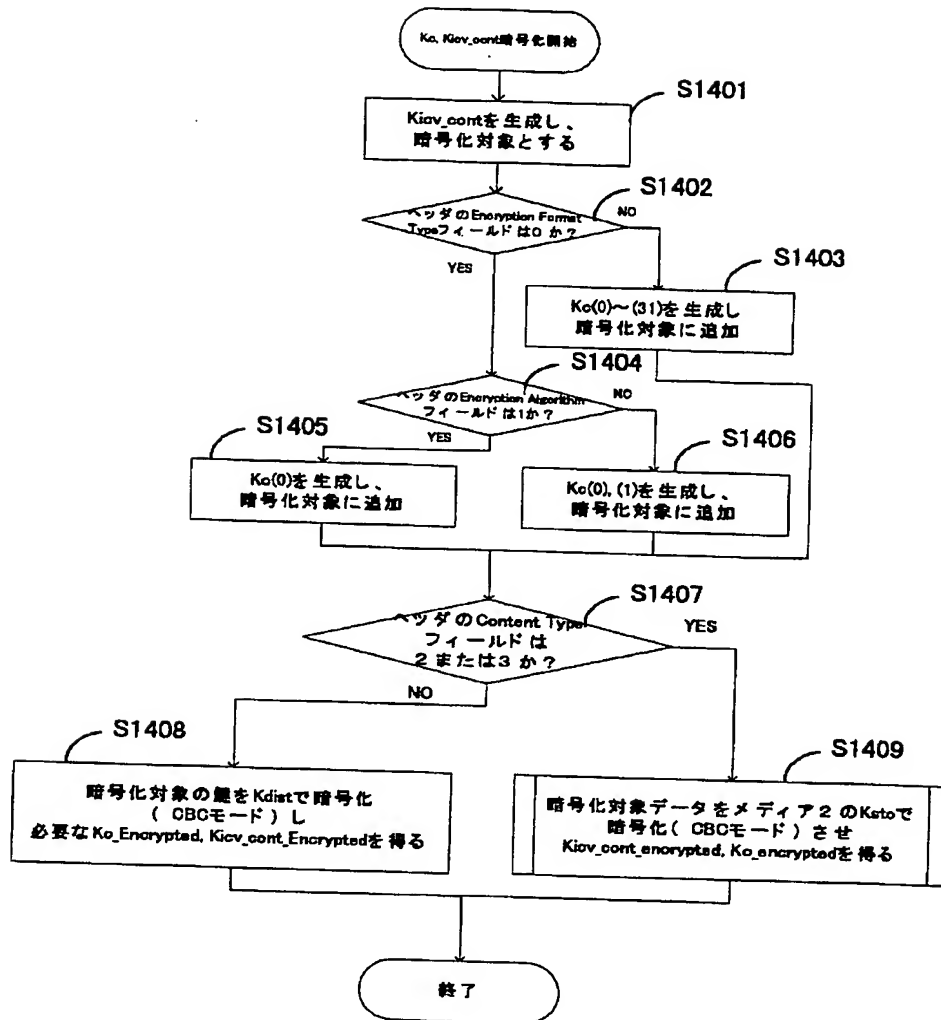 Kc, Kicv_cont暗号化開始
S1401
Kicv_contを生成し、
暗号化対象とする
S1402
ヘッダのEncryption Format
Typeフィールドは0 か?
NO
YES
S1403
Kc(0)～(31)を生成し
暗号化対象に追加
S1404
ヘッダのEncryption Algorithm
フィールドは1か?
NO
YES
S1405
Kc(0)を生成し、
暗号化対象に追加
S1406
Kc(0), (1)を生成し、
暗号化対象に追加
S1407
ヘッダのContent Type
フィールドは
2 または3 か?
YES
NO
S1408
暗号化対象の鍵をKdistで暗号化
( CBCモード) し
必要なKc_Encrypted, Kicv_cont_Encryptedを得る
S1409
暗号化対象データをメディア2 のKstoで
暗号化( CBCモード) させ
Kicv_cont_encrypted, Kc_encryptedを得る
終了